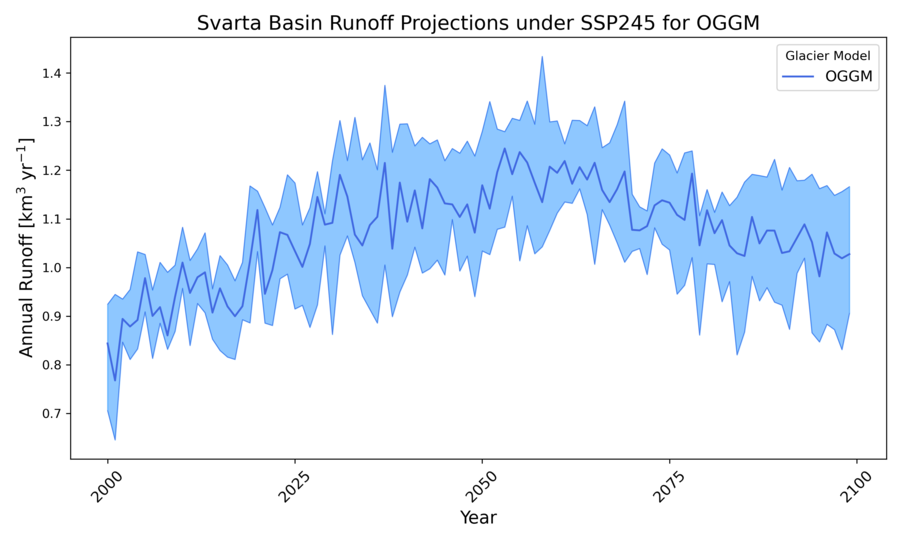 Svarta Basin Runoff Projections under SSP245 for OGGM
Glacier Model
OGGM
Annual Runoff [km³ yr⁻¹]
1.4
1.3
1.2
1.1
1.0
0.9
0.8
0.7
2000
2025
2050
2075
2100
Year